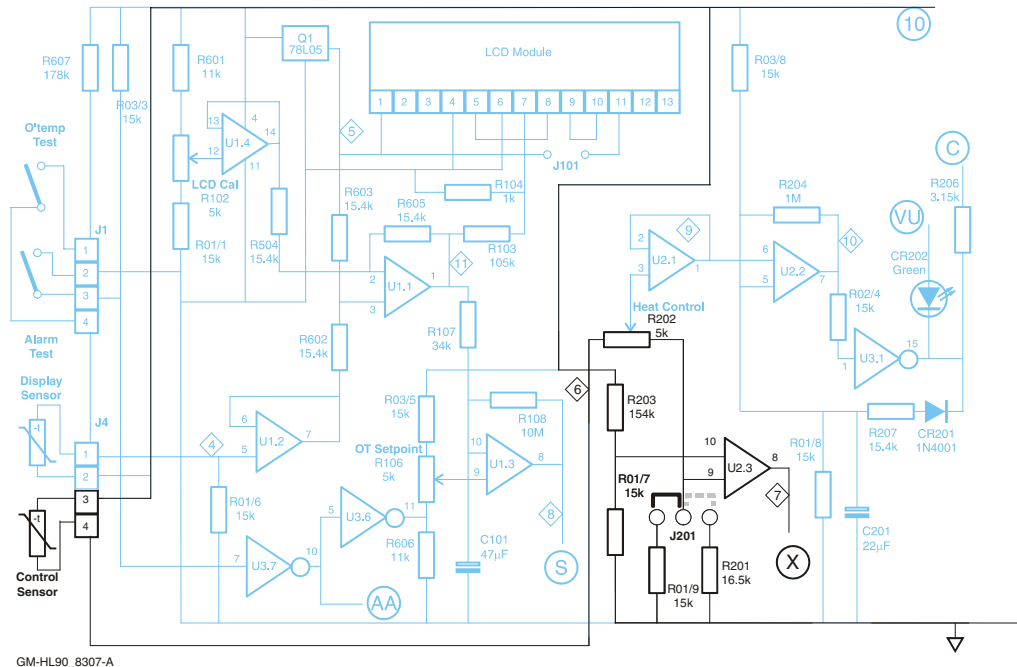 10
Q1
78L05
LCD Module
1 2 3 4 5 6 7 8 9 10 11 12 13
R607
178k
R03/3
15k
R601
11k
R03/8
15k
O'temp
Test
13
12
4
14
11
U1.4
5
J101
C
LCD Cal
R102
5k
R603
15.4k
R104
1k
R605
15.4k
R204
1M
R206
3.15k
VU
J1
1
2
3
4
R01/1
15k
R504
15.4k
R103
105k
11
2
3
1
U1.1
9
2
3
1
U2.1
10
6
5
7
U2.2
CR202
Green
Heat Control
R202
5k
R02/4
15k
Alarm
Test
R602
15.4k
R107
34k
1
15
U3.1
Display
Sensor
-t
6
R203
154k
R03/5
15k
R108
10M
J4
1
2
3
4
4
6
5
7
U1.2
OT Setpoint
R106
5k
10
9
8
U1.3
10
9
8
U2.3
R01/8
15k
R207
15.4k
CR201
1N4001
R01/7
15k
7
-t
R01/6
15k
5
11
U3.6
8
J201
C201
22µF
Control
Sensor
7
10
U3.7
R606
11k
C101
47µF
S
R01/9
15k
R201
16.5k
X
AA
GM-HL90 8307-A